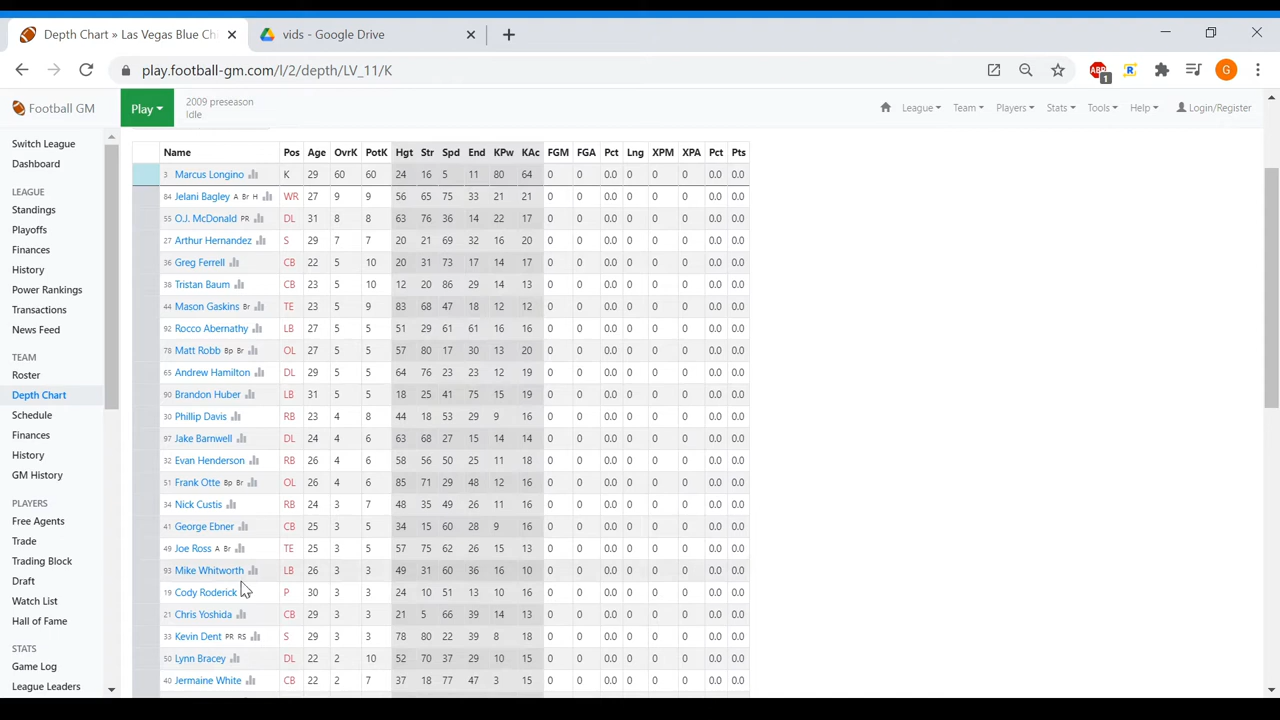 Depth Chart » Las Vegas Blue Ch
vids - Google Drive
play.football-gm.com/l/2/depth/LV_11/K
ABP 1
R
G
Football GM
Play
2009 preseason
Idle
League Team Players Stats Tools Help Login/Register
Switch League
Dashboard
LEAGUE
Standings
Playoffs
Finances
History
Power Rankings
Transactions
News Feed
TEAM
Roster
Depth Chart
Schedule
Finances
History
GM History
PLAYERS
Free Agents
Trade
Trading Block
Draft
Watch List
Hall of Fame
STATS
Game Log
League Leaders
Name Pos Age OvrK PotK Hgt Str Spd End KPw KAc FGM FGA Pct Lng XPM XPA Pct Pts
3 Marcus Longino K 29 60 60 24 16 5 11 80 64 0 0 0.0 0 0 0 0.0 0.0
84 Jelani Bagley A Br H WR 27 9 9 56 65 75 33 21 21 0 0 0.0 0 0 0 0.0 0.0
55 O.J. McDonald PR DL 31 8 8 63 76 36 14 22 17 0 0 0.0 0 0 0 0.0 0.0
27 Arthur Hernandez S 29 7 7 20 21 69 32 16 20 0 0 0.0 0 0 0 0.0 0.0
36 Greg Ferrell CB 22 5 10 20 31 73 17 14 17 0 0 0.0 0 0 0 0.0 0.0
38 Tristan Baum CB 23 5 10 12 20 86 29 14 13 0 0 0.0 0 0 0 0.0 0.0
44 Mason Gaskins Br TE 23 5 9 83 68 47 18 12 12 0 0 0.0 0 0 0 0.0 0.0
92 Rocco Abernathy LB 27 5 5 51 29 61 61 16 16 0 0 0.0 0 0 0 0.0 0.0
78 Matt Robb Bp Br OL 27 5 5 57 80 17 30 13 20 0 0 0.0 0 0 0 0.0 0.0
65 Andrew Hamilton DL 29 5 5 64 76 23 23 12 19 0 0 0.0 0 0 0 0.0 0.0
90 Brandon Huber LB 31 5 5 18 25 41 75 15 19 0 0 0.0 0 0 0 0.0 0.0
30 Phillip Davis RB 23 4 8 44 18 53 29 9 16 0 0 0.0 0 0 0 0.0 0.0
97 Jake Barnwell DL 24 4 6 63 68 27 15 14 14 0 0 0.0 0 0 0 0.0 0.0
32 Evan Henderson RB 26 4 6 58 56 50 25 11 18 0 0 0.0 0 0 0 0.0 0.0
51 Frank Otte Bp Br OL 26 4 6 85 71 29 48 12 16 0 0 0.0 0 0 0 0.0 0.0
34 Nick Custis RB 24 3 7 48 35 49 26 11 16 0 0 0.0 0 0 0 0.0 0.0
41 George Ebner CB 25 3 5 34 15 60 28 9 16 0 0 0.0 0 0 0 0.0 0.0
49 Joe Ross A Br TE 25 3 5 57 75 62 26 15 13 0 0 0.0 0 0 0 0.0 0.0
93 Mike Whitworth LB 26 3 3 49 31 60 36 16 10 0 0 0.0 0 0 0 0.0 0.0
19 Cody Roderick P 30 3 3 24 10 51 13 10 16 0 0 0.0 0 0 0 0.0 0.0
21 Chris Yoshida CB 29 3 3 21 5 66 39 14 13 0 0 0.0 0 0 0 0.0 0.0
33 Kevin Dent PR RS S 29 3 3 78 80 22 39 8 18 0 0 0.0 0 0 0 0.0 0.0
50 Lynn Bracey DL 22 2 10 52 70 37 29 10 15 0 0 0.0 0 0 0 0.0 0.0
40 Jermaine White CB 22 2 7 37 18 77 47 3 15 0 0 0.0 0 0 0 0.0 0.0